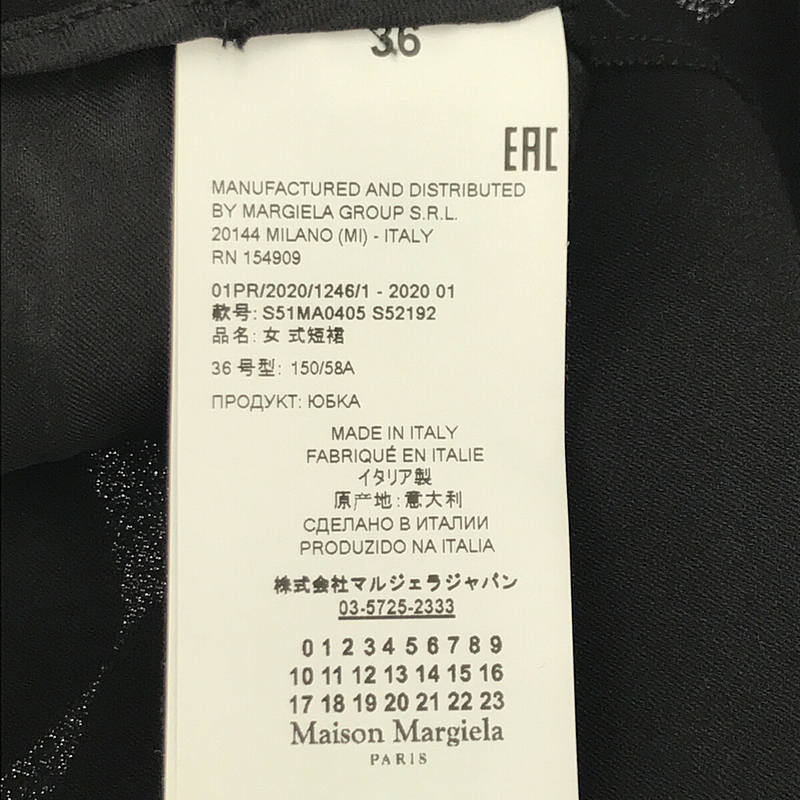 36
EAC
MANUFACTURED AND DISTRIBUTED
BY MARGIELA GROUP S.R.L.
20144 MILANO (MI) - ITALY
RN 154909
01PR/2020/1246/1 - 2020 01
款号: S51MA0405 S52192
品名: 女 式短裙
36 号型: 150/58A
ПРОДУКТ: ЮБКА
MADE IN ITALY
FABRIQUÉ EN ITALIE
イタリア製
原产地:意大利
СДЕЛАНО В ИТАЛИИ
PRODUZIDO NA ITALIA
株式会社マルジェラジャパン
03-5725-2333
0 1 2 3 4 5 6 7 8 9
10 11 12 13 14 15 16
17 18 19 20 21 22 23
Maison Margiela
PARIS